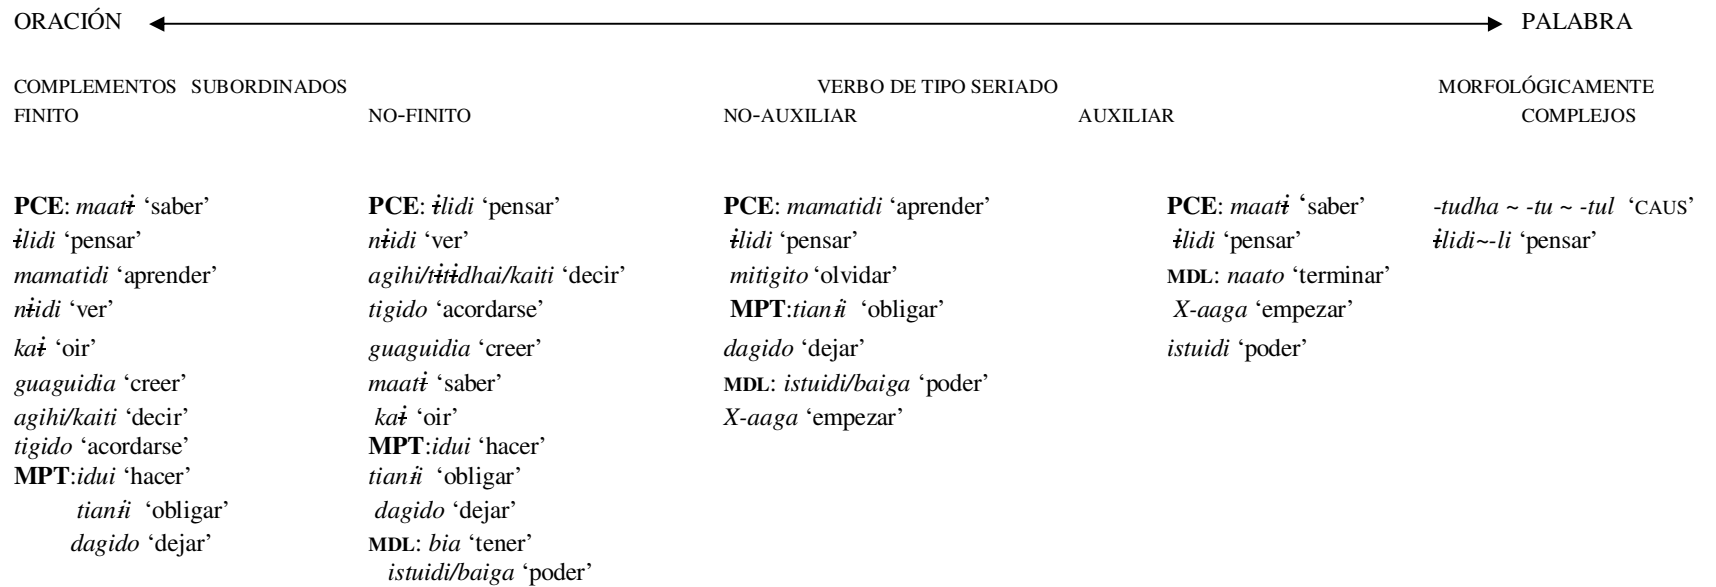 ORACIÓN PALABRA
COMPLEMENTOS SUBORDINADOS VERBO DE TIPO SERIADO MORFOLÓGICAMENTE
FINITO NO-FINITO NO-AUXILIAR AUXILIAR COMPLEJOS
PCE: maatɨ ‘saber’ PCE: ɨlidi ‘pensar’ PCE: mamatidi ‘aprender’ PCE: maatɨ ‘saber’ -tudha ~ -tu ~ -tul ‘CAUS’
ɨlidi ‘pensar’ nɨidi ‘ver’ ɨlidi ‘pensar’ ɨlidi ‘pensar’ ɨlidi~-li ‘pensar’
mamatidi ‘aprender’ agihi/tɨtɨdhai/kaiti ‘decir’ mitigito ‘olvidar’ MDL: naato ‘terminar’
nɨidi ‘ver’ tigido ‘acordarse’ MPT:tianɨi ‘obligar’ X-aaga ‘empezar’
kaɨ ‘oir’ guaguidia ‘creer’ dagido ‘dejar’ istuidi ‘poder’
guaguidia ‘creer’ maatɨ ‘saber’ MDL: istuidi/baiga ‘poder’
agihi/kaiti ‘decir’ kaɨ ‘oir’ X-aaga ‘empezar’
tigido ‘acordarse’ MPT:idui ‘hacer’
MPT:idui ‘hacer’ tianɨi ‘obligar’
tianɨi ‘obligar’ dagido ‘dejar’
dagido ‘dejar’ MDL: bia ‘tener’
istuidi/baiga ‘poder’